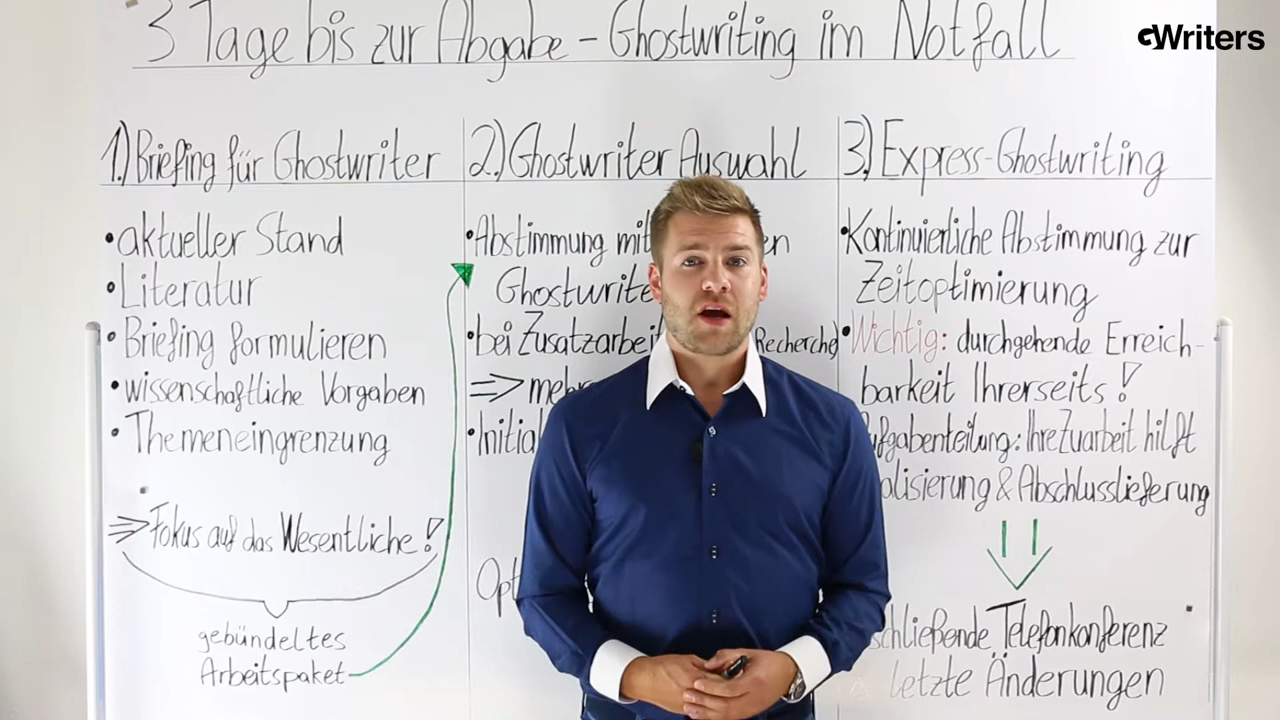 3 Tage bis zur Abgabe - Ghostwriting im Notfall
GWriters
1.) Briefing für Ghostwriter
• aktueller Stand
• Literatur
• Briefing formulieren
• wissenschaftliche Vorgaben
• Themeneingrenzung
=> Fokus auf das Wesentliche!
gebündeltes
Arbeitspaket
2.) Ghostwriter Auswahl
• Abstimmung mit
Ghostwrite
• bei Zusatzarbei Recherche)
=> meh
• Initial
Opt
3.) Express-Ghostwriting
• Kontinuierliche Abstimmung zur
Zeitoptimierung
• Wichtig: durchgehende Erreich-
barkeit Ihrerseits!
ufgabenteilung: Ihre Zuarbeit hilft
alisierung & Abschlusslieferung
schließende Telefonkonferenz
letzte Änderungen